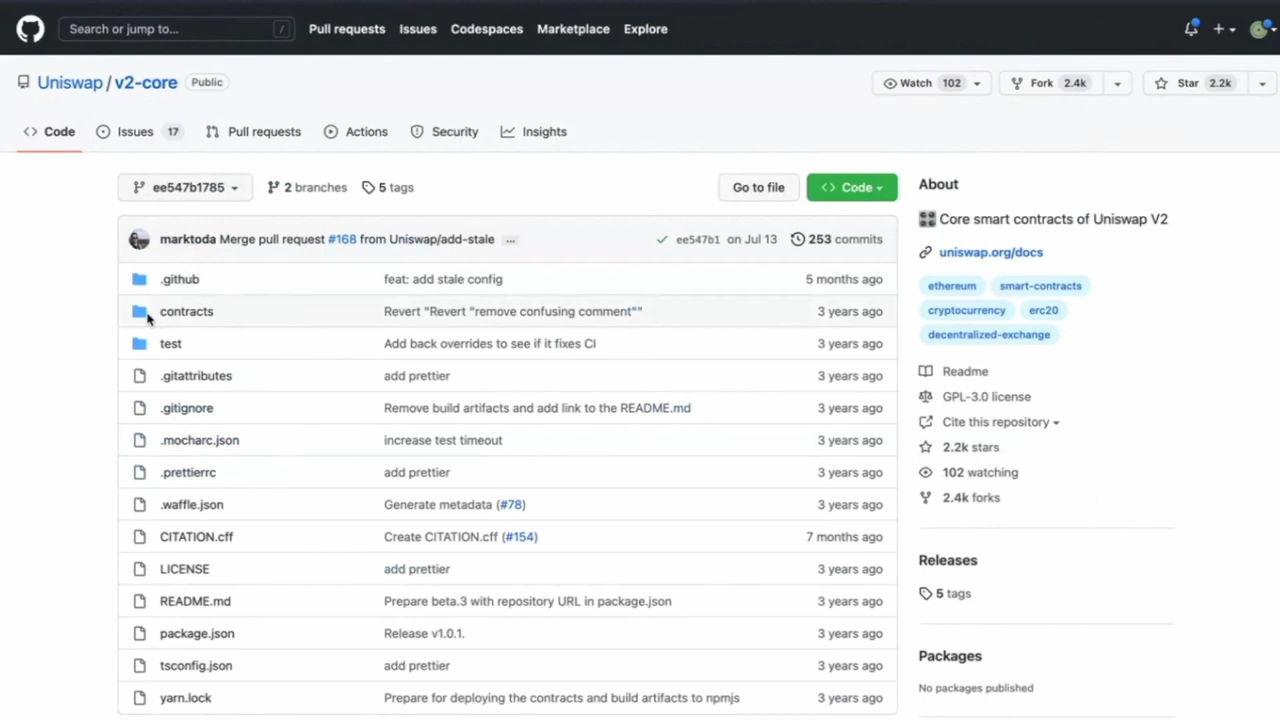 Search or jump to... / Pull requests Issues Codespaces Marketplace Explore
Uniswap / v2-core Public Watch 102 Fork 2.4k Star 2.2k
Code Issues 17 Pull requests Actions Security Insights
ee547b1785 2 branches 5 tags Go to file Code
marktoda Merge pull request #168 from Uniswap/add-stale ... ee547b1 on Jul 13 253 commits
.github feat: add stale config 5 months ago
contracts Revert "Revert "remove confusing comment"" 3 years ago
test Add back overrides to see if it fixes CI 3 years ago
.gitattributes add prettier 3 years ago
.gitignore Remove build artifacts and add link to the README.md 3 years ago
.mocharc.json increase test timeout 3 years ago
.prettierrc add prettier 3 years ago
.waffle.json Generate metadata (#78) 3 years ago
CITATION.cff Create CITATION.cff (#154) 7 months ago
LICENSE add prettier 3 years ago
README.md Prepare beta.3 with repository URL in package.json 3 years ago
package.json Release v1.0.1. 3 years ago
tsconfig.json add prettier 3 years ago
yarn.lock Prepare for deploying the contracts and build artifacts to npmjs 3 years ago
About
Core smart contracts of Uniswap V2
uniswap.org/docs
ethereum smart-contracts
cryptocurrency erc20
decentralized-exchange
Readme
GPL-3.0 license
Cite this repository
2.2k stars
102 watching
2.4k forks
Releases
5 tags
Packages
No packages published